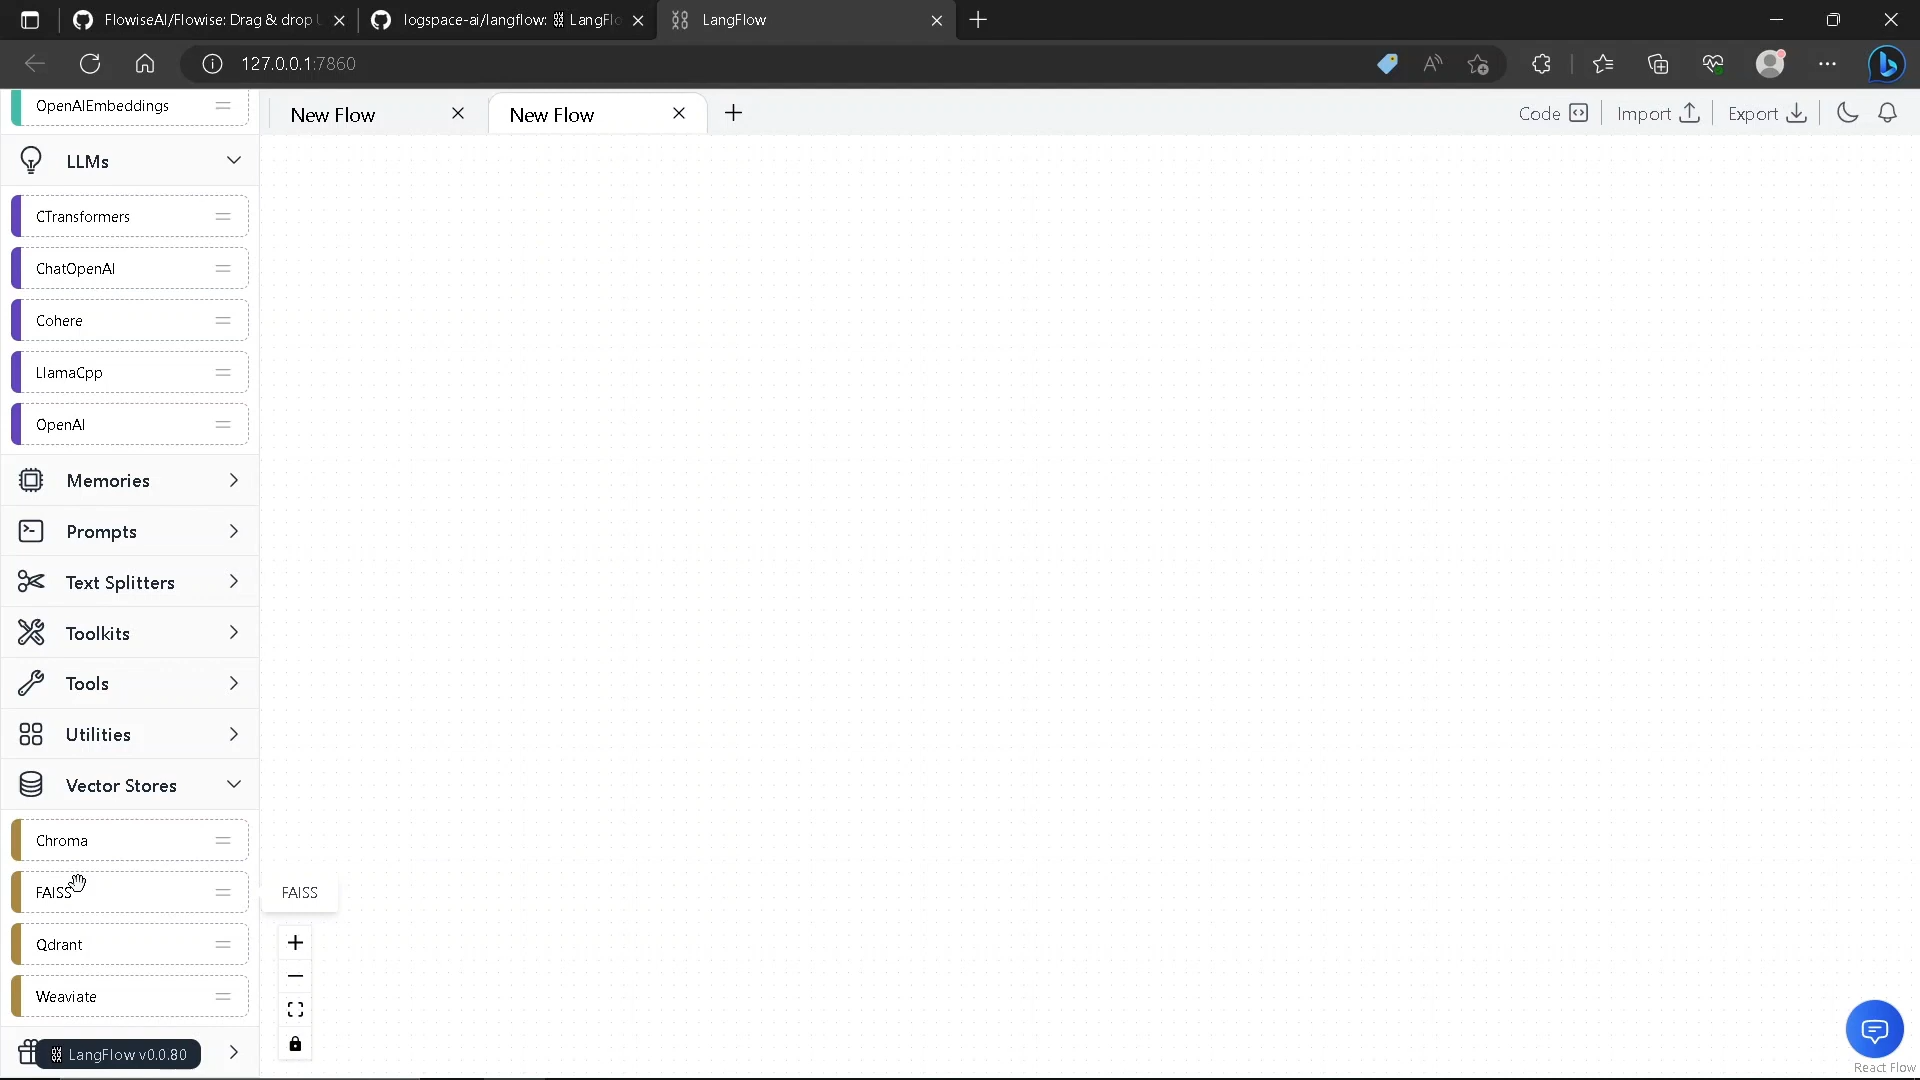 FlowiseAI/Flowise: Drag & drop U
logspace-ai/langflow: ⛓ LangFlo
LangFlow
127.0.0.1:7860
OpenAIEmbeddings
New Flow
New Flow
Code
Import
Export
LLMs
CTransformers
ChatOpenAI
Cohere
LlamaCpp
OpenAI
Memories
Prompts
Text Splitters
Toolkits
Tools
Utilities
Vector Stores
Chroma
FAISS
FAISS
Qdrant
Weaviate
⛓ LangFlow v0.0.80
React Flow